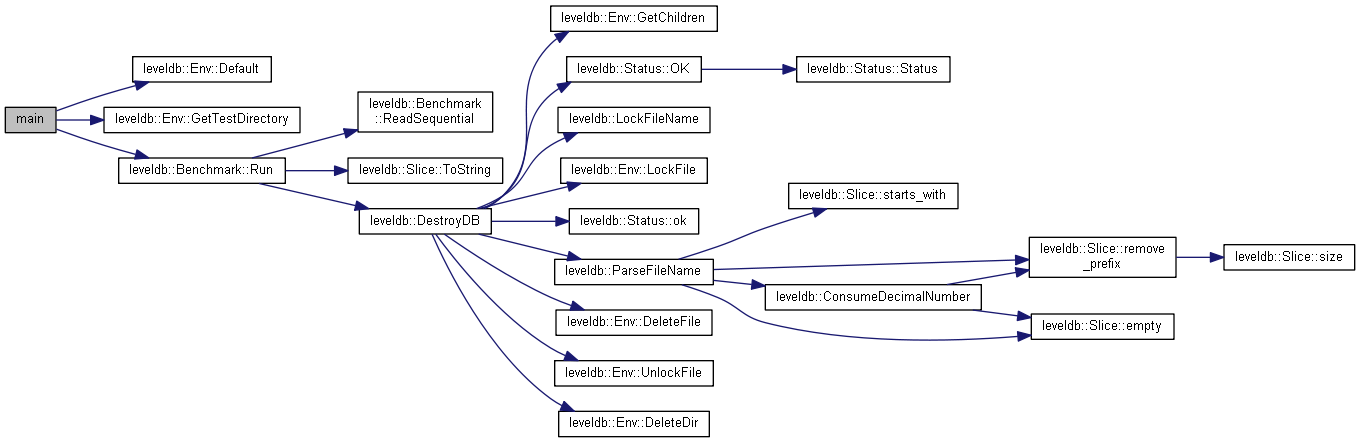 leveldb::Env::GetChildren
leveldb::Env::Default
leveldb::Status::OK
leveldb::Status::Status
main
leveldb::Env::GetTestDirectory
leveldb::Benchmark
::ReadSequential
leveldb::LockFileName
leveldb::Benchmark::Run
leveldb::Slice::ToString
leveldb::Env::LockFile
leveldb::Slice::starts_with
leveldb::DestroyDB
leveldb::Status::ok
leveldb::ParseFileName
leveldb::Slice::remove
_prefix
leveldb::Slice::size
leveldb::ConsumeDecimalNumber
leveldb::Env::DeleteFile
leveldb::Slice::empty
leveldb::Env::UnlockFile
leveldb::Env::DeleteDir